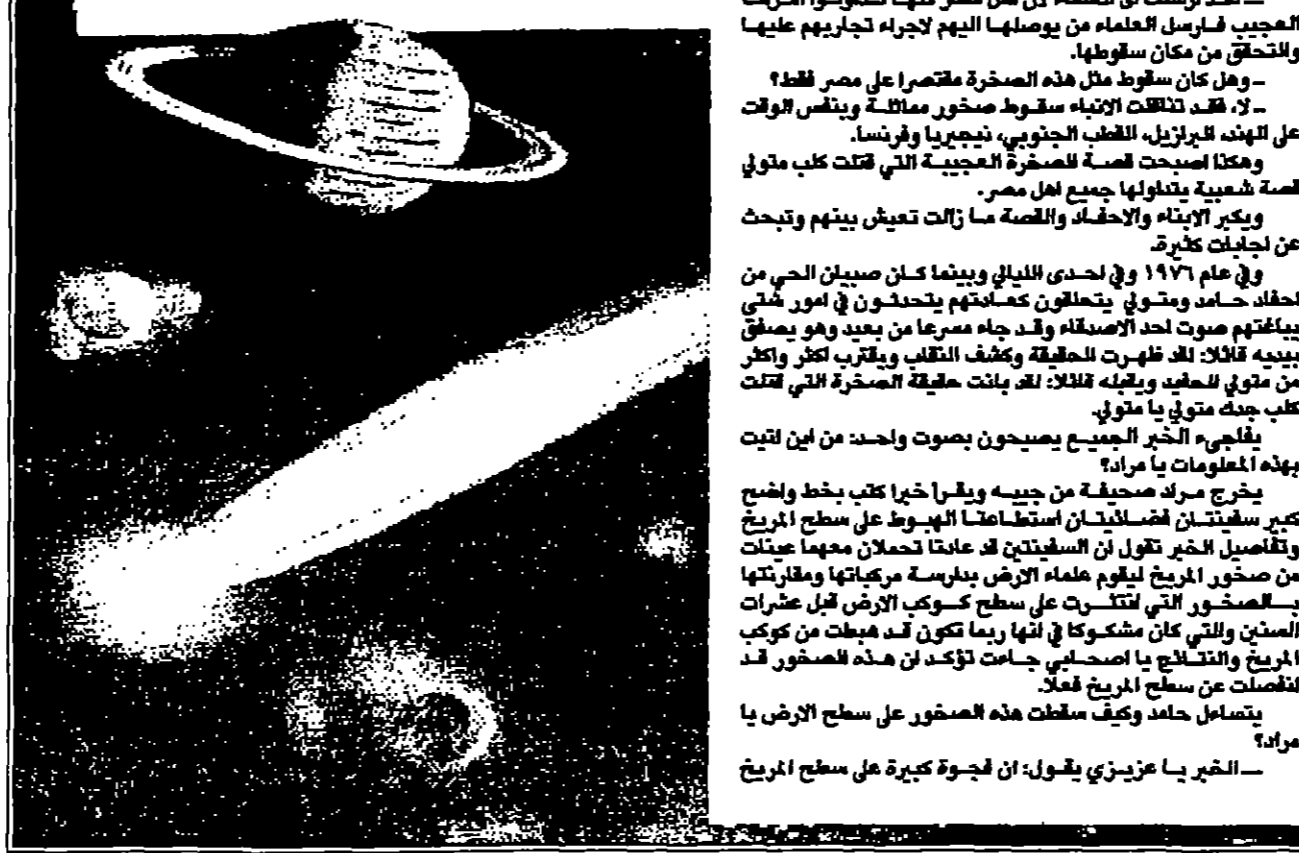 العجيب فارسل العلماء من يوصلها اليهم لاجراء تجاربهم عليها
والتحقق من مكان سقوطها.
ـ وهل كان سقوط مثل هذه الصخرة مقتصرا على مصر فقط؟
ـ لا، فقد تناقلت الانباء سقوط صخور مماثلة وبنفس الوقت
على الهند، البرازيل، القطب الجنوبي، نيجيريا وفرنسا.
وهكذا اصبحت قصة الصخرة العجيبة التي قتلت كلب متولي
قصة شعبية يتداولها جميع اهل مصر.
ويكبر الابناء والاحفاد والقصة ما زالت تعيش بينهم وتبحث
عن اجابات كثيرة.
وفي عام ١٩٧٦ وفي احدى الليالي وبينما كان صبيان الحي من
احفاد حامد ومتولي يتحلقون كعادتهم يتحدثون في امور شتى
يباغتهم صوت احد الاصدقاء وقد جاء مسرعا من بعيد وهو يصفق
بيديه قائلا: لقد ظهرت الحقيقة وكشف النقاب ويقترب اكثر واكثر
من متولي الحفيد ويقبله قائلا: لقد بانت حقيقة الصخرة التي قتلت
كلب جدك متولي يا متولي.
يفاجىء الخبر الجميع يصيحون بصوت واحد: من اين اتيت
بهذه المعلومات يا مراد؟
يخرج مراد صحيفة من جيبه ويقرأ خبرا كتب بخط واضح
كبير سفينتان فضائيتان استطاعتا الهبوط على سطح المريخ
وتفاصيل الخبر تقول ان السفينتين قد عادتا تحملان معهما عينات
من صخور المريخ ليقوم علماء الارض بدراسة مركباتها ومقارنتها
بالصخور التي انتثرت على سطح كوكب الارض قبل عشرات
السنين والتي كان مشكوكا في انها ربما تكون قد هبطت من كوكب
المريخ والنتائج يا اصحابي جاءت تؤكد ان هذه الصخور قد
انفصلت عن سطح المريخ فعلا.
يتساءل حامد وكيف سقطت هذه الصخور على سطح الارض يا
مراد؟
ـ الخبر يا عزيزي يقول: ان فجوة كبيرة على سطح المريخ